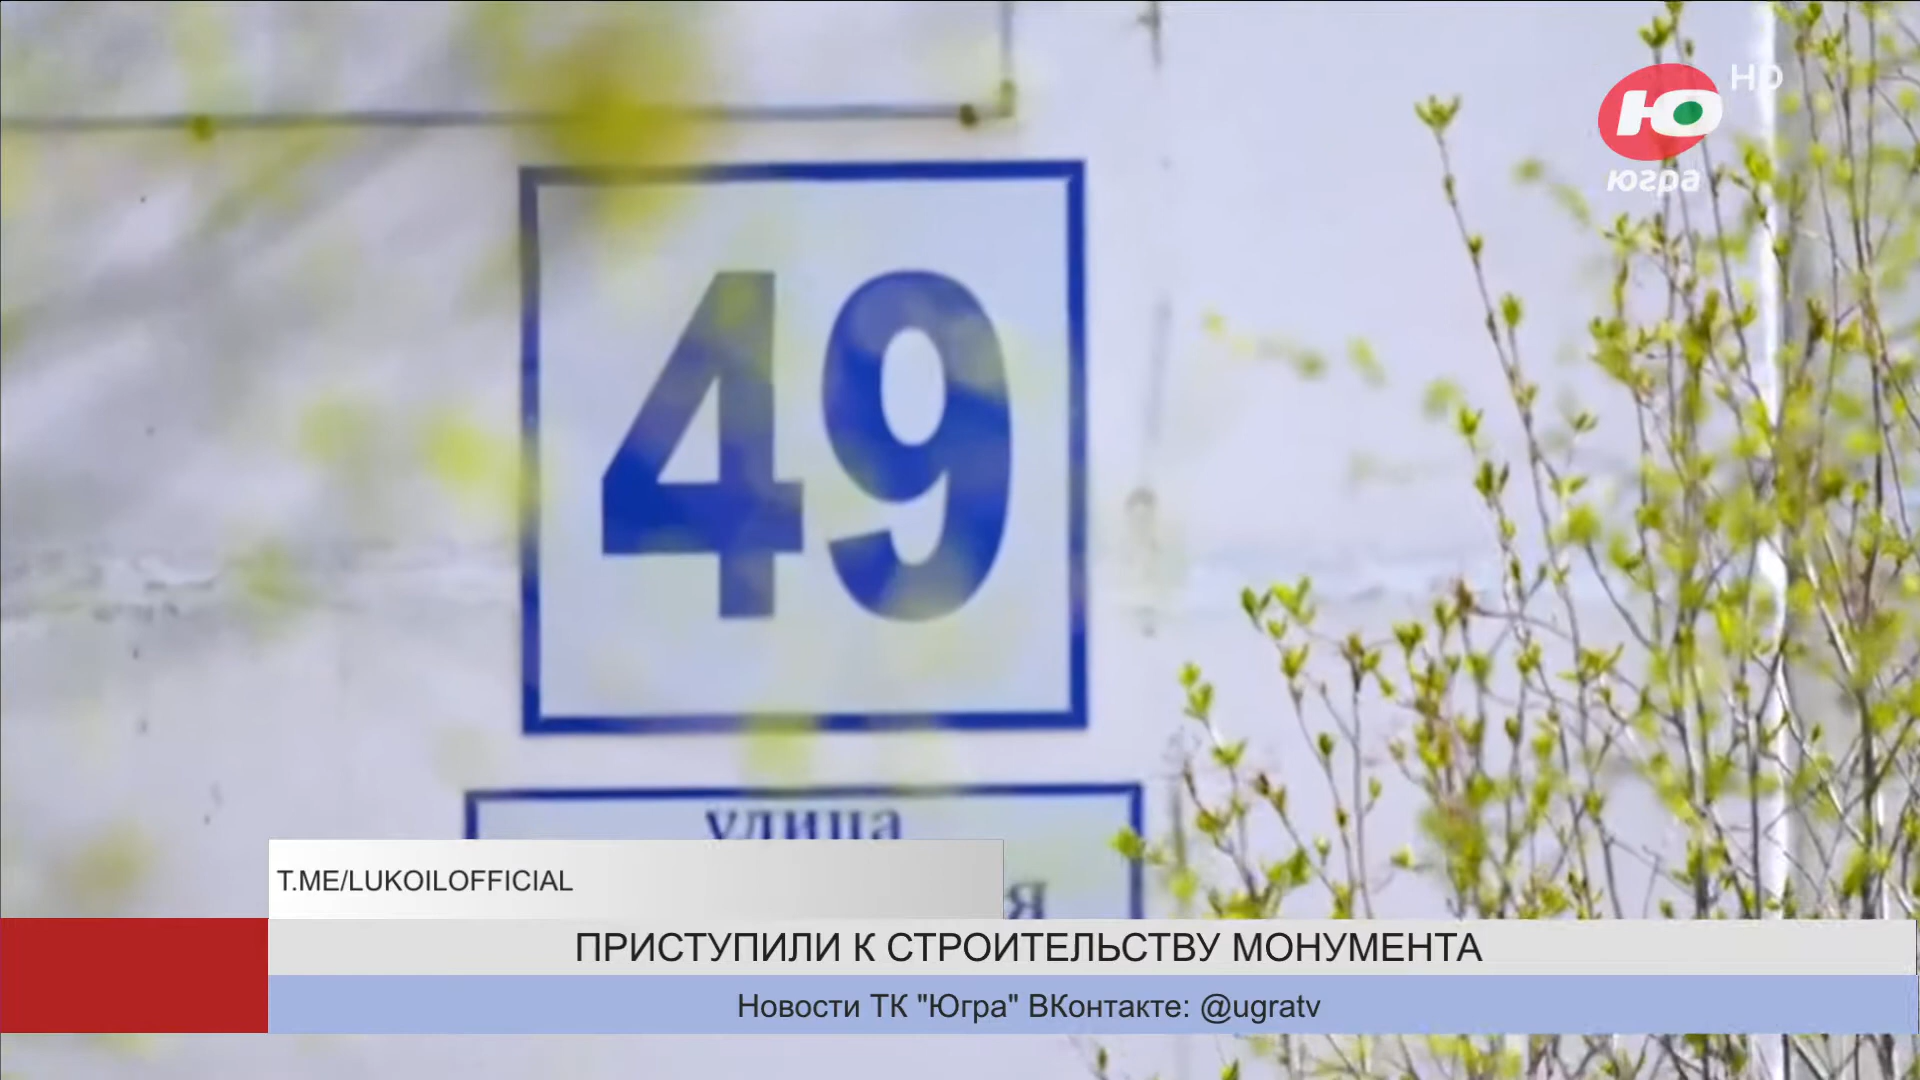 HD
Ю
югра
49
улица
я
T.ME/LUKOILOFFICIAL
ПРИСТУПИЛИ К СТРОИТЕЛЬСТВУ МОНУМЕНТА
Новости ТК "Югра" ВКонтакте: @ugratv